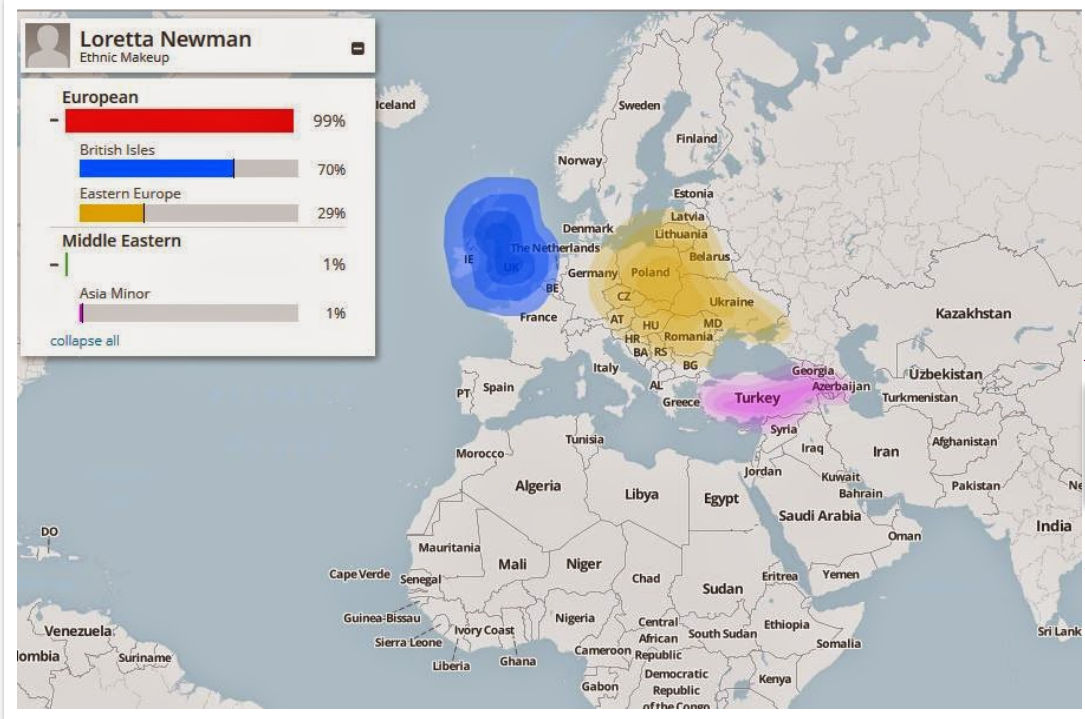 Loretta Newman
Ethnic Makeup
European
99%
British Isles
70%
Eastern Europe
29%
Middle Eastern
1%
Asia Minor
1%
collapse all
Iceland
Sweden
Finland
Norway
Estonia
Latvia
Denmark
Lithuania
The Netherlands
IE
UK
Belarus
Germany
Poland
BE
CZ
Ukraine
France
AT
HU
MD
Kazakhstan
HR
Romania
BA
RS
Italy
BG
Georgia
Uzbekistan
PT
Spain
AL
Azerbaijan
Greece
Turkey
Turkmenistan
Syria
Tunisia
Morocco
Iraq
Iran
Afghanistan
Jordan
Algeria
Libya
Egypt
Kuwait
Bahrain
Pakistan
Ne
Saudi Arabia
India
DO
Oman
Mauritania
Mali
Niger
Cape Verde
Senegal
Chad
Sudan
Eritrea
Yemen
Guinea-Bissau
Nigeria
Central
African
Republic
South Sudan
Ethiopia
Venezuela
Sierra Leone
Ivory Coast
Somalia
Sri Lank
lombia
Suriname
Liberia
Ghana
Cameroon
Democratic
Republic
of the Congo
Kenya
Gabon